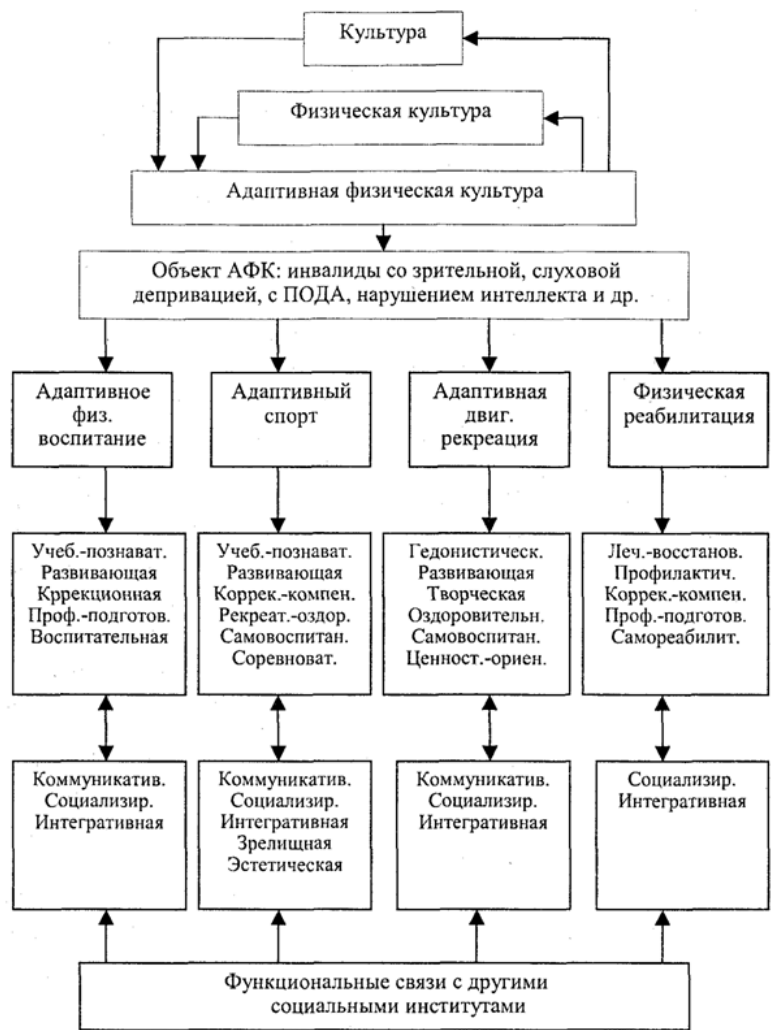 Культура
Физическая культура
Адаптивная физическая культура
Объект АФК: инвалиды со зрительной, слуховой
депривацией, с ПОДА, нарушением интеллекта и др.
Адаптивное
физ.
воспитание
Адаптивный
спорт
Адаптивная
двиг.
рекреация
Физическая
реабилитация
Учеб.-познават.
Развивающая
Кррекционная
Проф.-подготов.
Воспитательная
Учеб.-познават.
Развивающая
Коррек.-компен.
Рекреат.-оздор.
Самовоспитан.
Соревноват.
Гедонистическ.
Развивающая
Творческая
Оздоровительн.
Самовоспитан.
Ценност.-ориен.
Леч.-восстанов.
Профилактич.
Коррек.-компен.
Проф.-подготов.
Самореабилит.
Коммуникатив.
Социализир.
Интегративная
Коммуникатив.
Социализир.
Интегративная
Зрелищная
Эстетическая
Коммуникатив.
Социализир.
Интегративная
Социализир.
Интегративная
Функциональные связи с другими
социальными институтами